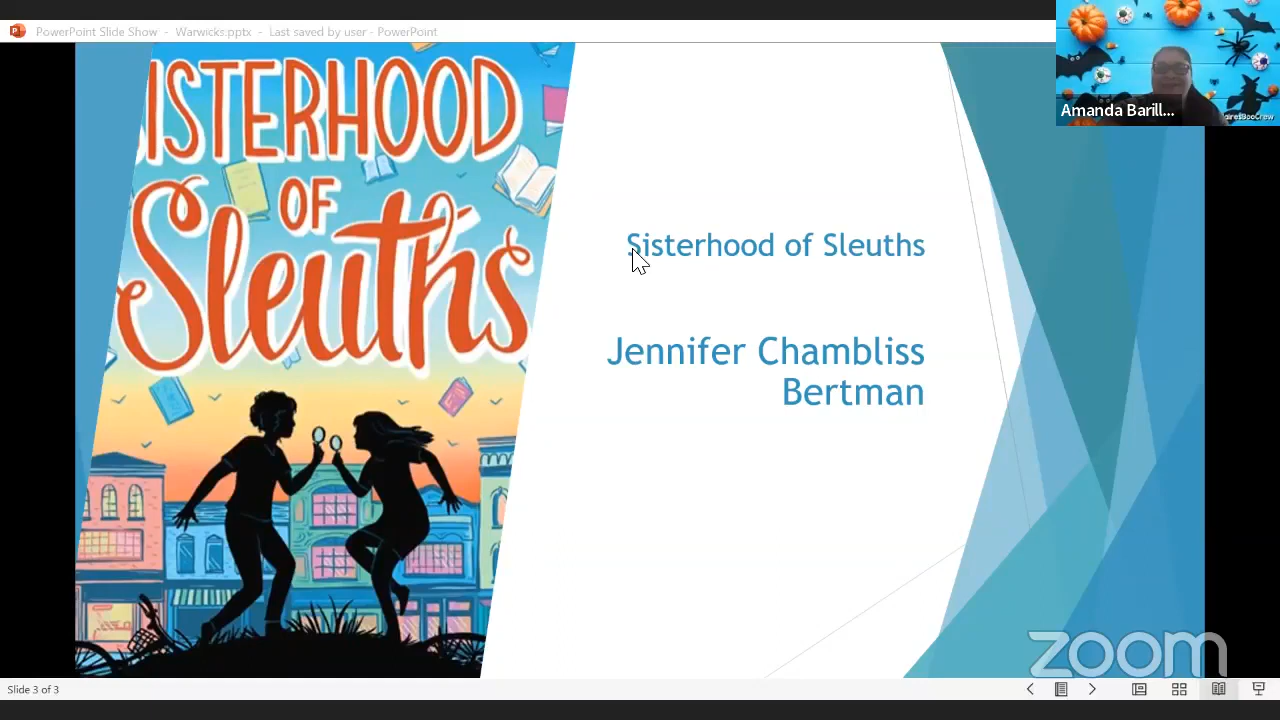 PowerPoint Slide Show - Warwicks.pptx - Last saved by user - PowerPoint
Amanda Barill...
SISTERHOOD
OF
Sleuths
Sisterhood of Sleuths
Jennifer Chambliss
Bertman
zoom
Slide 3 of 3